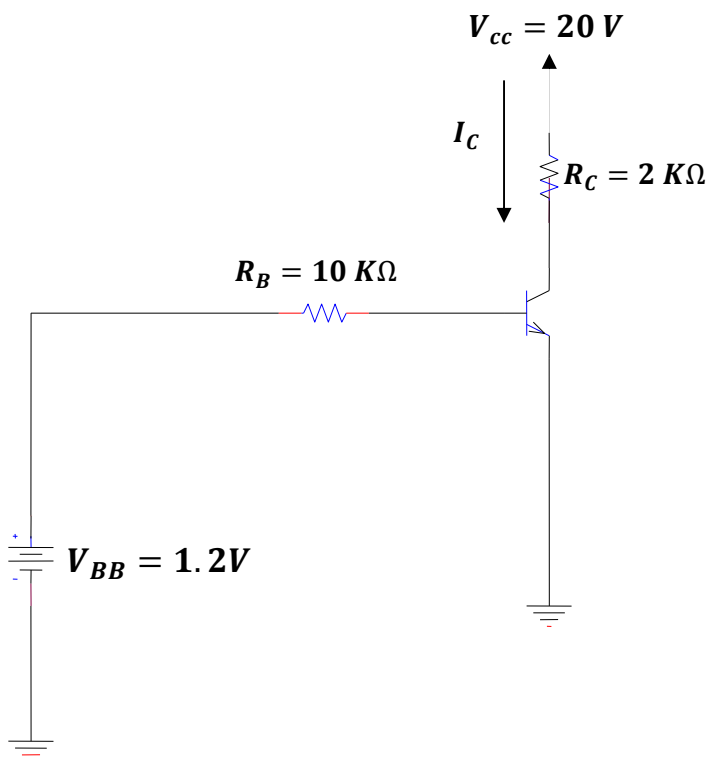 V_cc = 20 V
I_C
R_C = 2 KΩ
R_B = 10 KΩ
+
V_BB = 1.2V
-